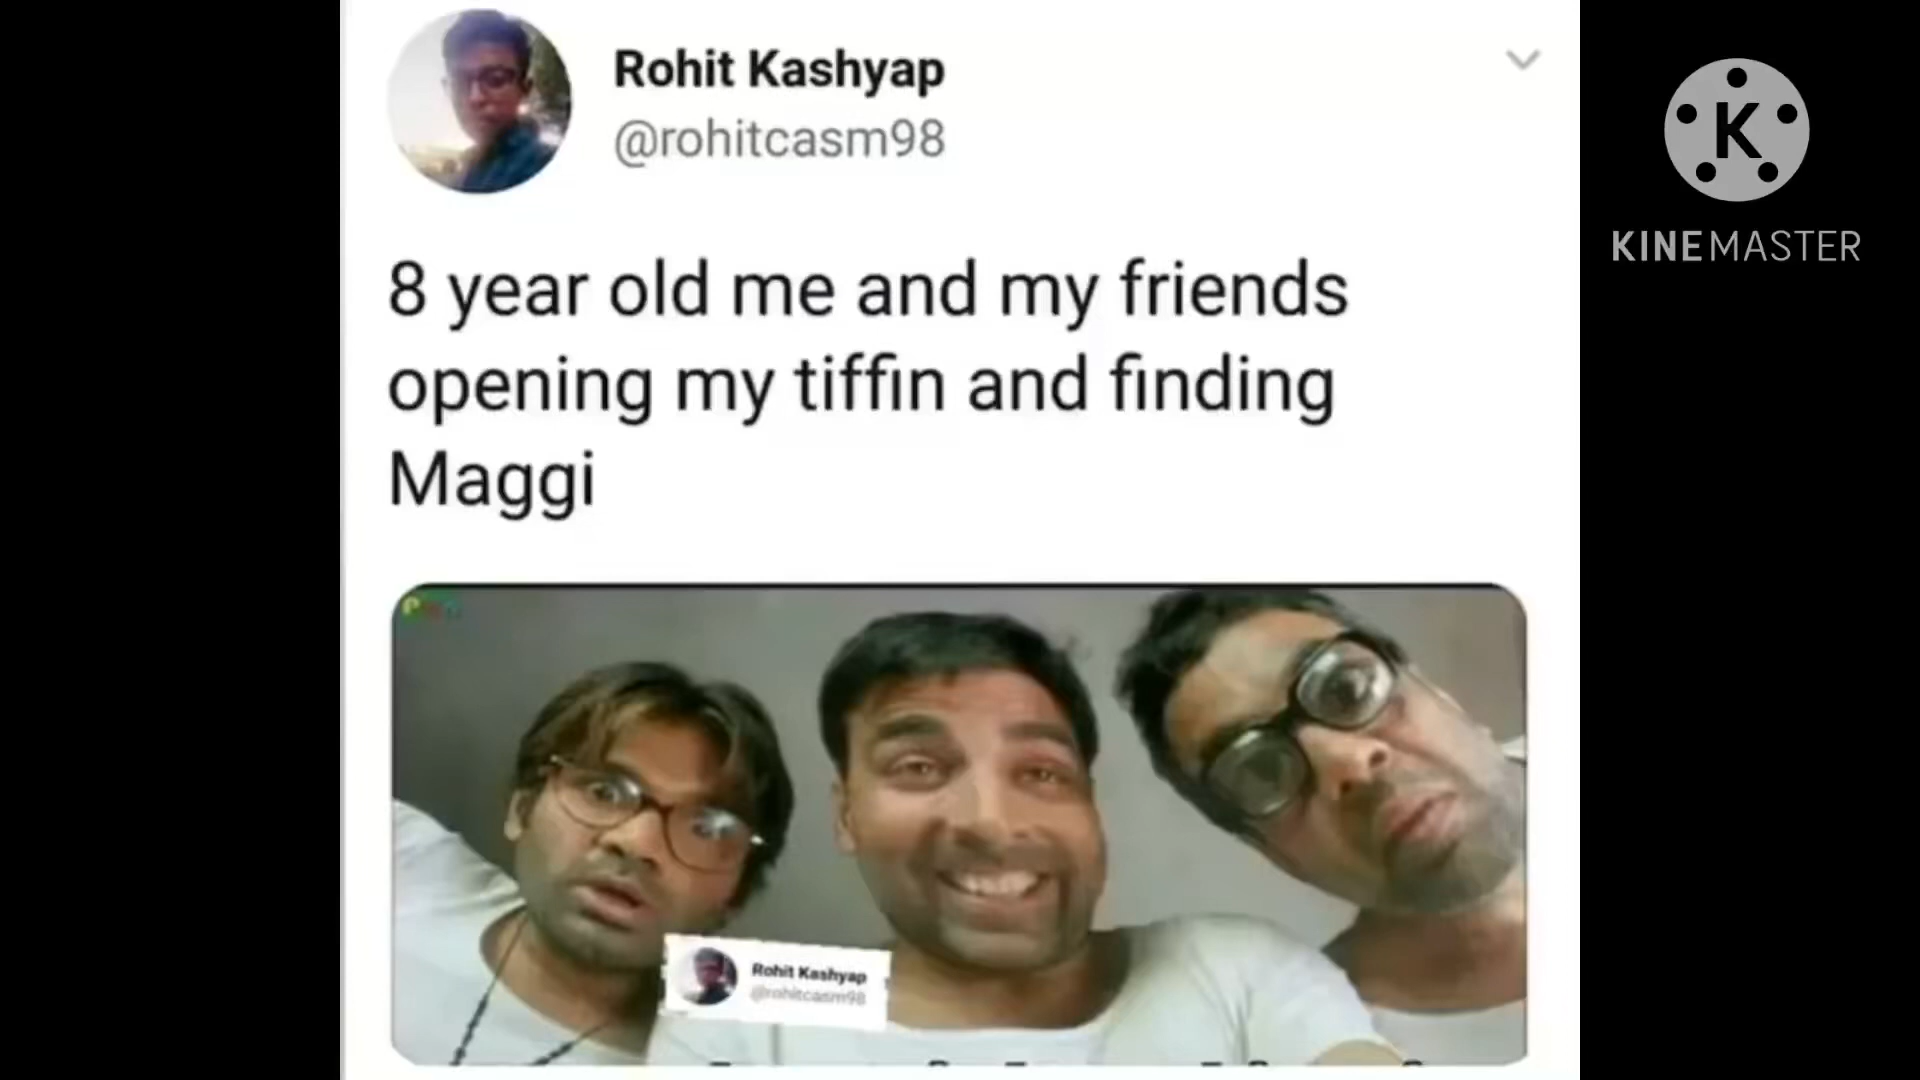 Rohit Kashyap
@rohitcasm98
KINEMASTER
8 year old me and my friends
opening my tiffin and finding
Maggi
Rohit Kashyap
@rohitcasm98